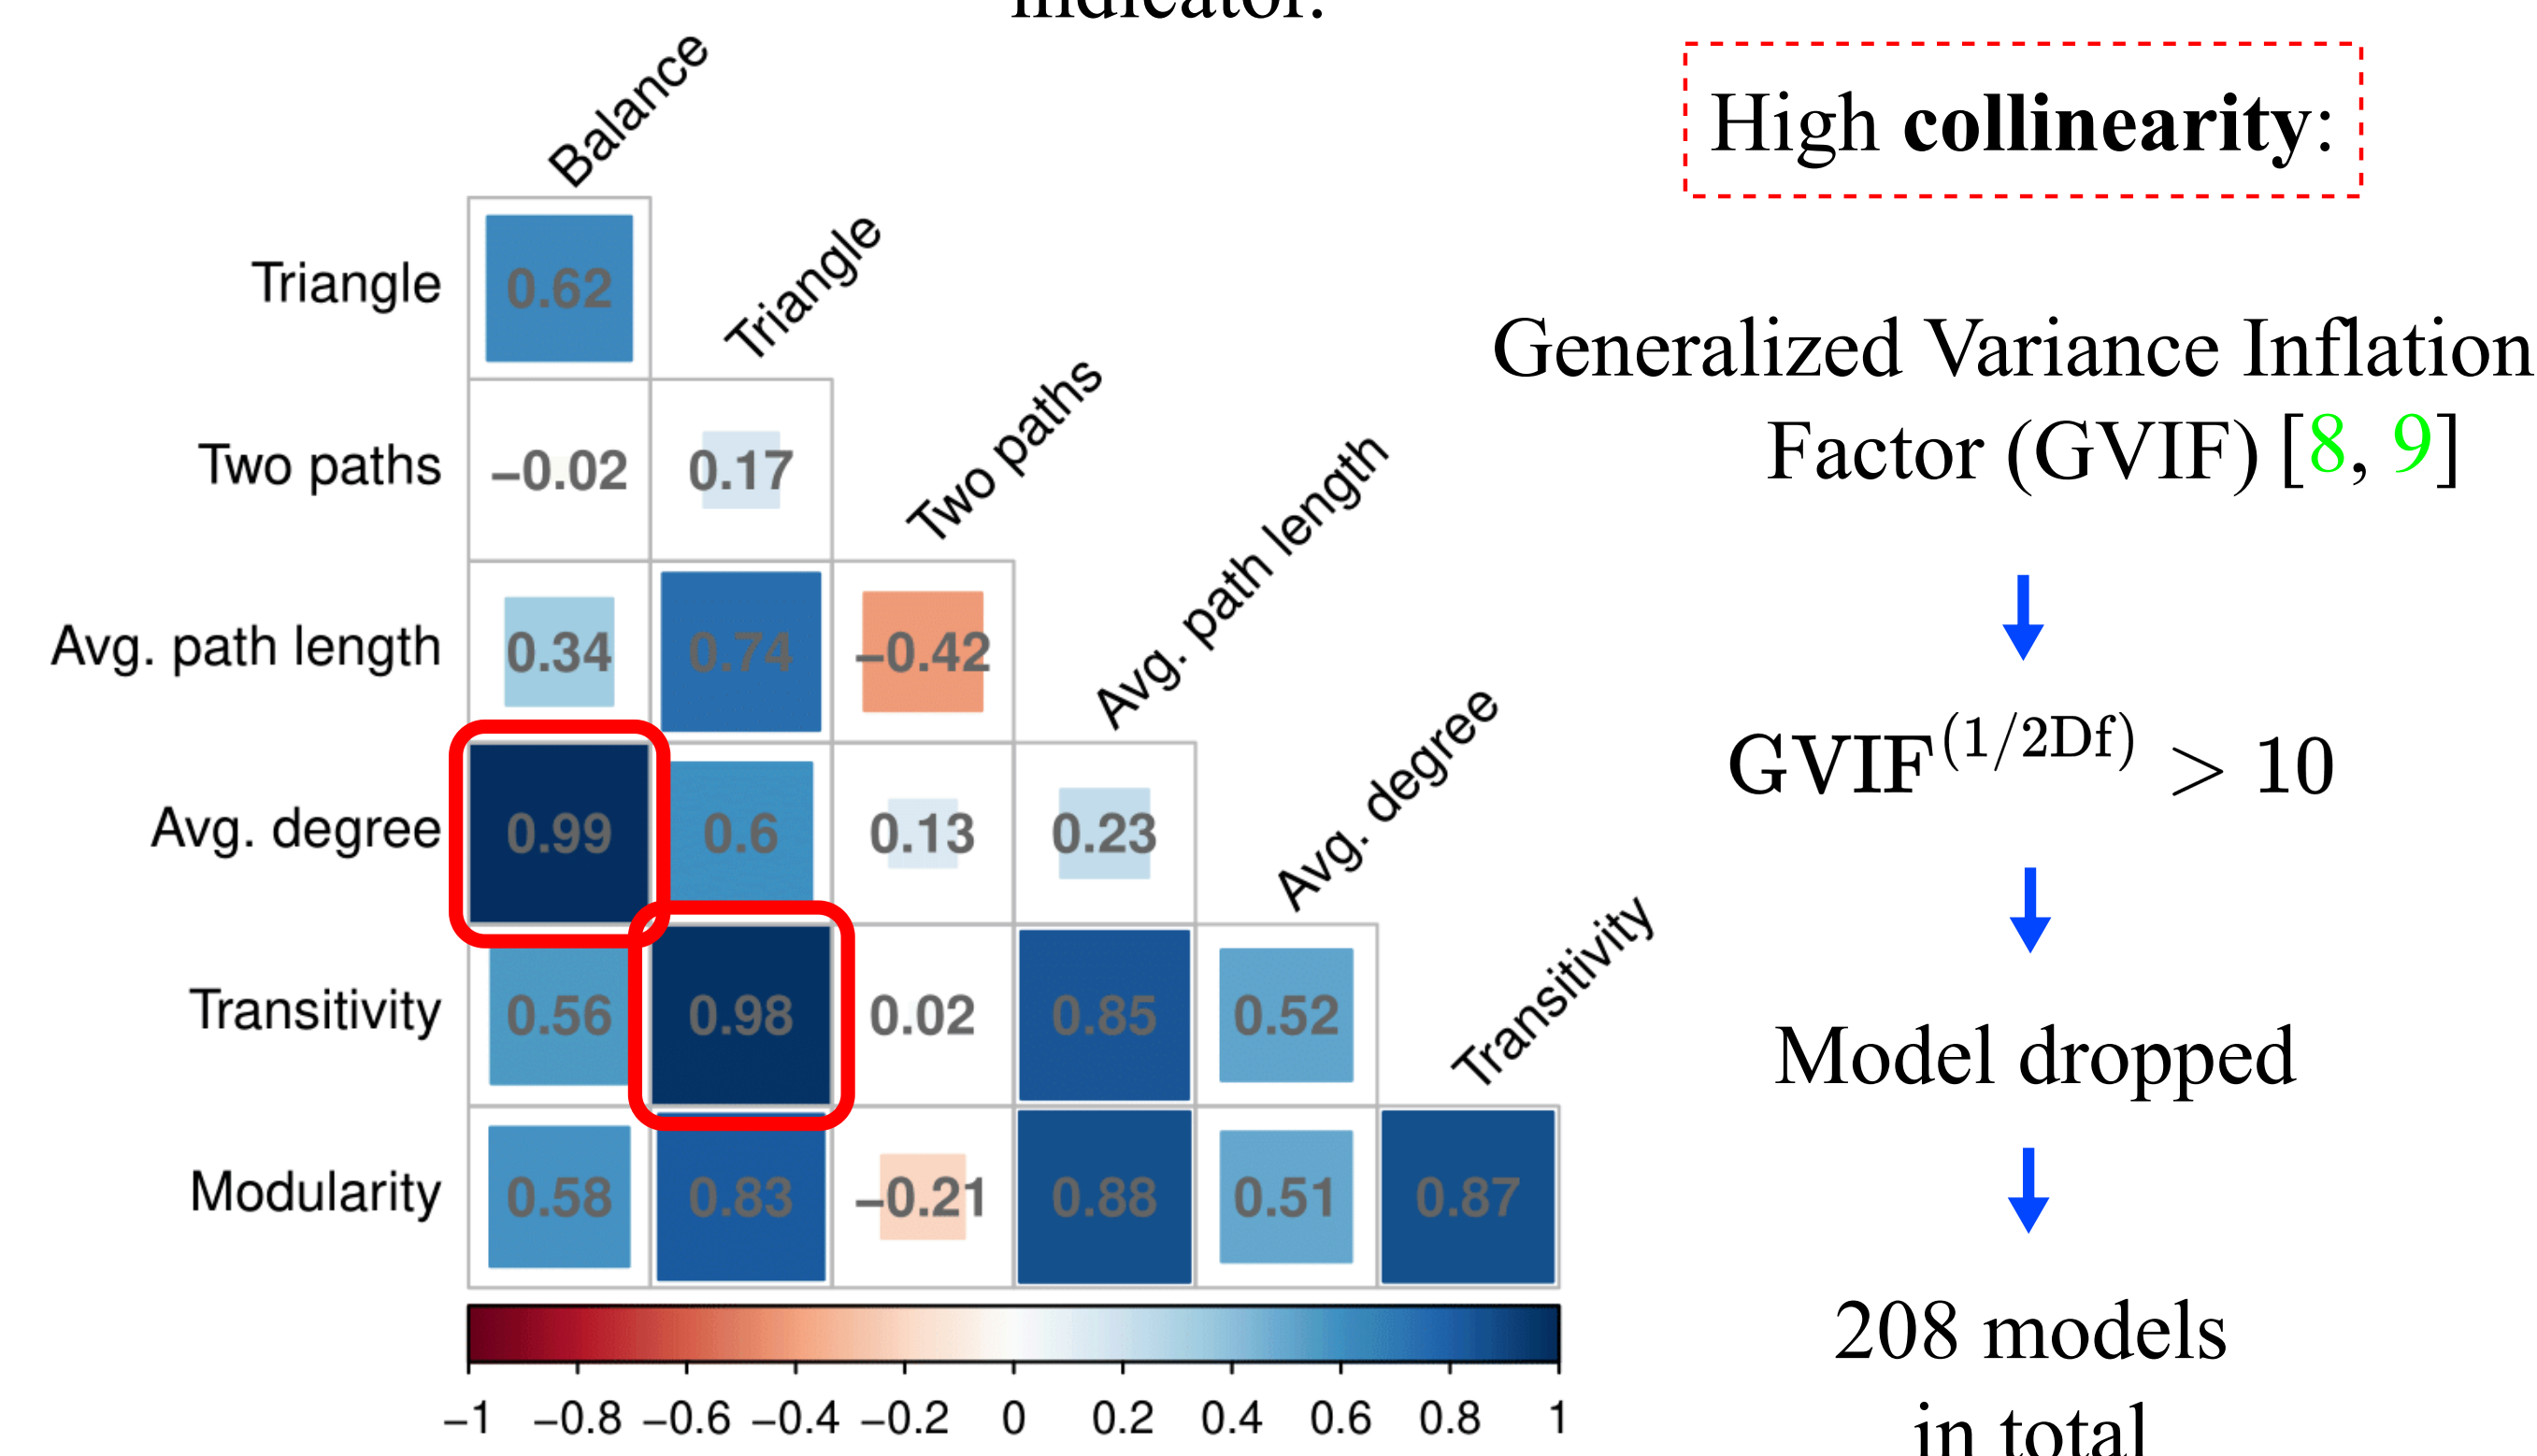 indicator.
High collinearity:
Balance
Triangle
Two paths
Avg. path length
Avg. degree
Transitivity
Triangle 0.62
Two paths −0.02 0.17
Avg. path length 0.34 0.74 −0.42
Avg. degree 0.99 0.6 0.13 0.23
Transitivity 0.56 0.98 0.02 0.85 0.52
Modularity 0.58 0.83 −0.21 0.88 0.51 0.87
−1 −0.8 −0.6 −0.4 −0.2 0 0.2 0.4 0.6 0.8 1
Generalized Variance Inflation
Factor (GVIF) [8, 9]
GVIF^(1/2Df) > 10
Model dropped
208 models
in total